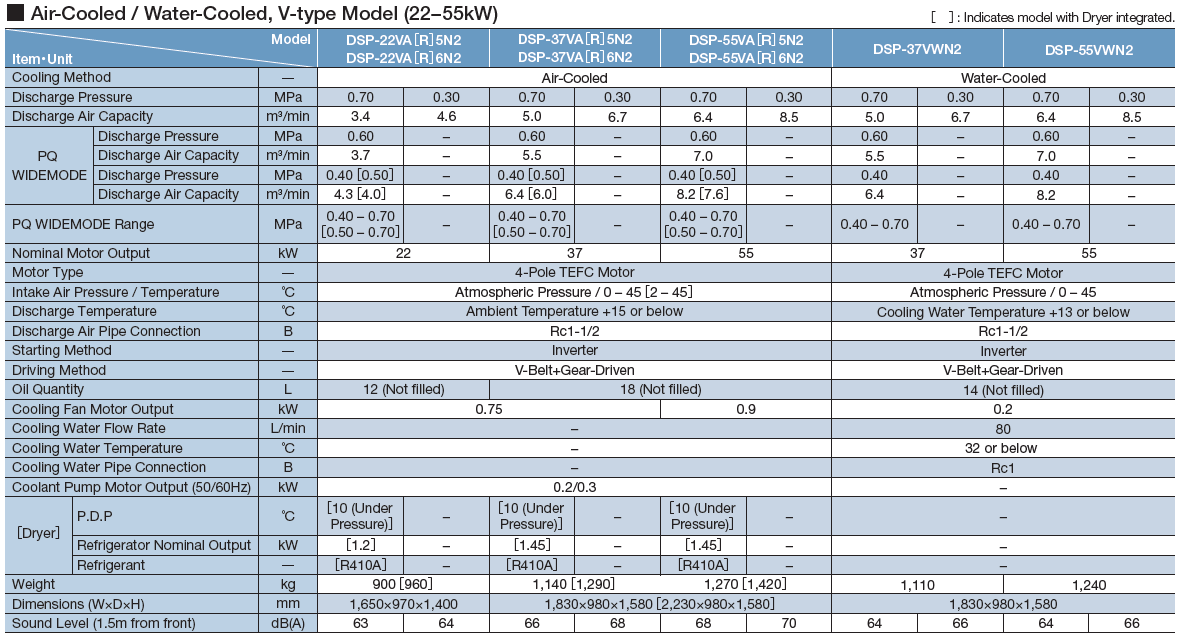 ■ Air-Cooled / Water-Cooled, V-type Model (22–55kW)
[ ] : Indicates model with Dryer integrated.
Model DSP-22VA[R]5N2 DSP-37VA[R]5N2 DSP-55VA[R]5N2 DSP-37VWN2 DSP-55VWN2
Item・Unit DSP-22VA[R]6N2 DSP-37VA[R]6N2 DSP-55VA[R]6N2
Cooling Method — Air-Cooled Water-Cooled
Discharge Pressure MPa 0.70 0.30 0.70 0.30 0.70 0.30 0.70 0.30 0.70 0.30
Discharge Air Capacity m³/min 3.4 4.6 5.0 6.7 6.4 8.5 5.0 6.7 6.4 8.5
PQ WIDEMODE Discharge Pressure MPa 0.60 – 0.60 – 0.60 – 0.60 – 0.60 –
Discharge Air Capacity m³/min 3.7 – 5.5 – 7.0 – 5.5 – 7.0 –
Discharge Pressure MPa 0.40 [0.50] – 0.40 [0.50] – 0.40 [0.50] – 0.40 – 0.40 –
Discharge Air Capacity m³/min 4.3 [4.0] – 6.4 [6.0] – 8.2 [7.6] – 6.4 – 8.2 –
PQ WIDEMODE Range MPa 0.40 – 0.70 [0.50 – 0.70] – 0.40 – 0.70 [0.50 – 0.70] – 0.40 – 0.70 [0.50 – 0.70] – 0.40 – 0.70 – 0.40 – 0.70 –
Nominal Motor Output kW 22 37 55 37 55
Motor Type — 4-Pole TEFC Motor 4-Pole TEFC Motor
Intake Air Pressure / Temperature ℃ Atmospheric Pressure / 0 – 45 [2 – 45] Atmospheric Pressure / 0 – 45
Discharge Temperature ℃ Ambient Temperature +15 or below Cooling Water Temperature +13 or below
Discharge Air Pipe Connection B Rc1-1/2 Rc1-1/2
Starting Method — Inverter Inverter
Driving Method — V-Belt+Gear-Driven V-Belt+Gear-Driven
Oil Quantity L 12 (Not filled) 18 (Not filled) 14 (Not filled)
Cooling Fan Motor Output kW 0.75 0.9 0.2
Cooling Water Flow Rate L/min – 80
Cooling Water Temperature ℃ – 32 or below
Cooling Water Pipe Connection B – Rc1
Coolant Pump Motor Output (50/60Hz) kW 0.2/0.3 –
[Dryer] P.D.P ℃ [10 (Under Pressure)] – [10 (Under Pressure)] – [10 (Under Pressure)] – –
Refrigerator Nominal Output kW [1.2] – [1.45] – [1.45] – –
Refrigerant — [R410A] – [R410A] – [R410A] – –
Weight kg 900 [960] 1,140 [1,290] 1,270 [1,420] 1,110 1,240
Dimensions (W×D×H) mm 1,650×970×1,400 1,830×980×1,580 [2,230×980×1,580] 1,830×980×1,580
Sound Level (1.5m from front) dB(A) 63 64 66 68 68 70 64 66 64 66